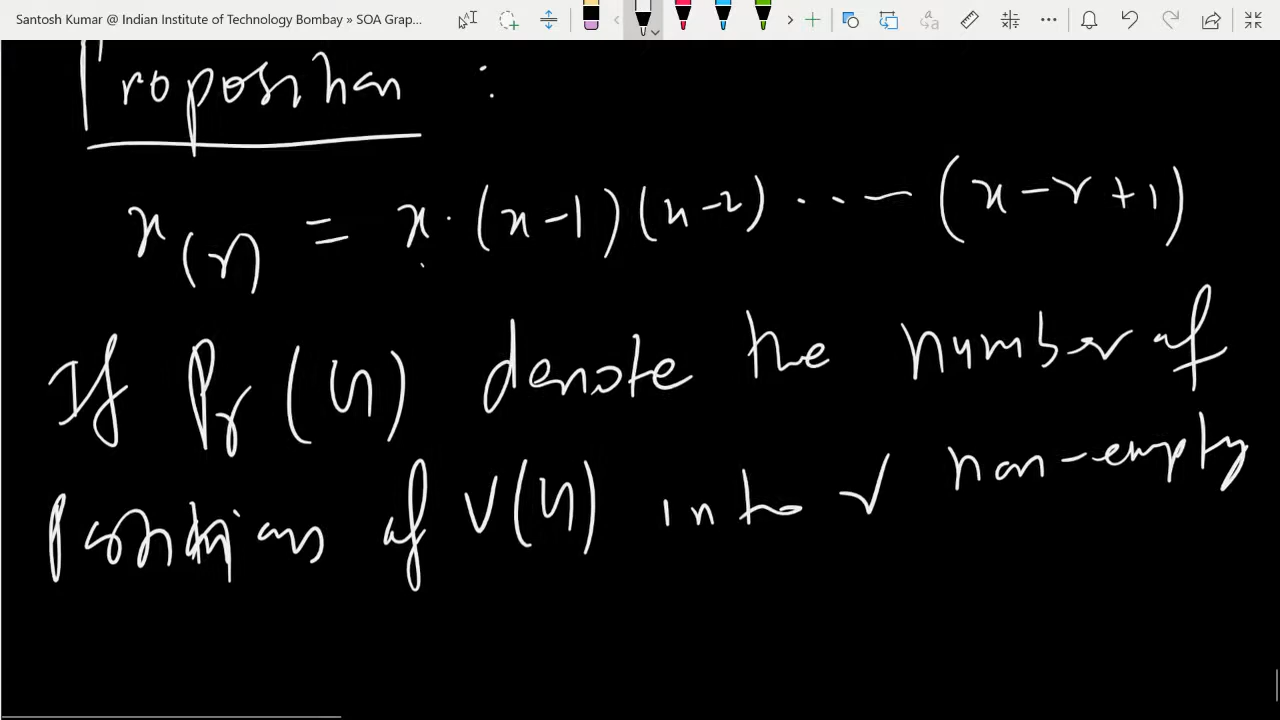 Santosh Kumar @ Indian Institute of Technology Bombay » SOA Grap...
Proposition :
x(r) = x·(x-1)(x-2)...-(x-r+1)
If Pr(G) denote the number of
Partitions of V(G) into r non-empty